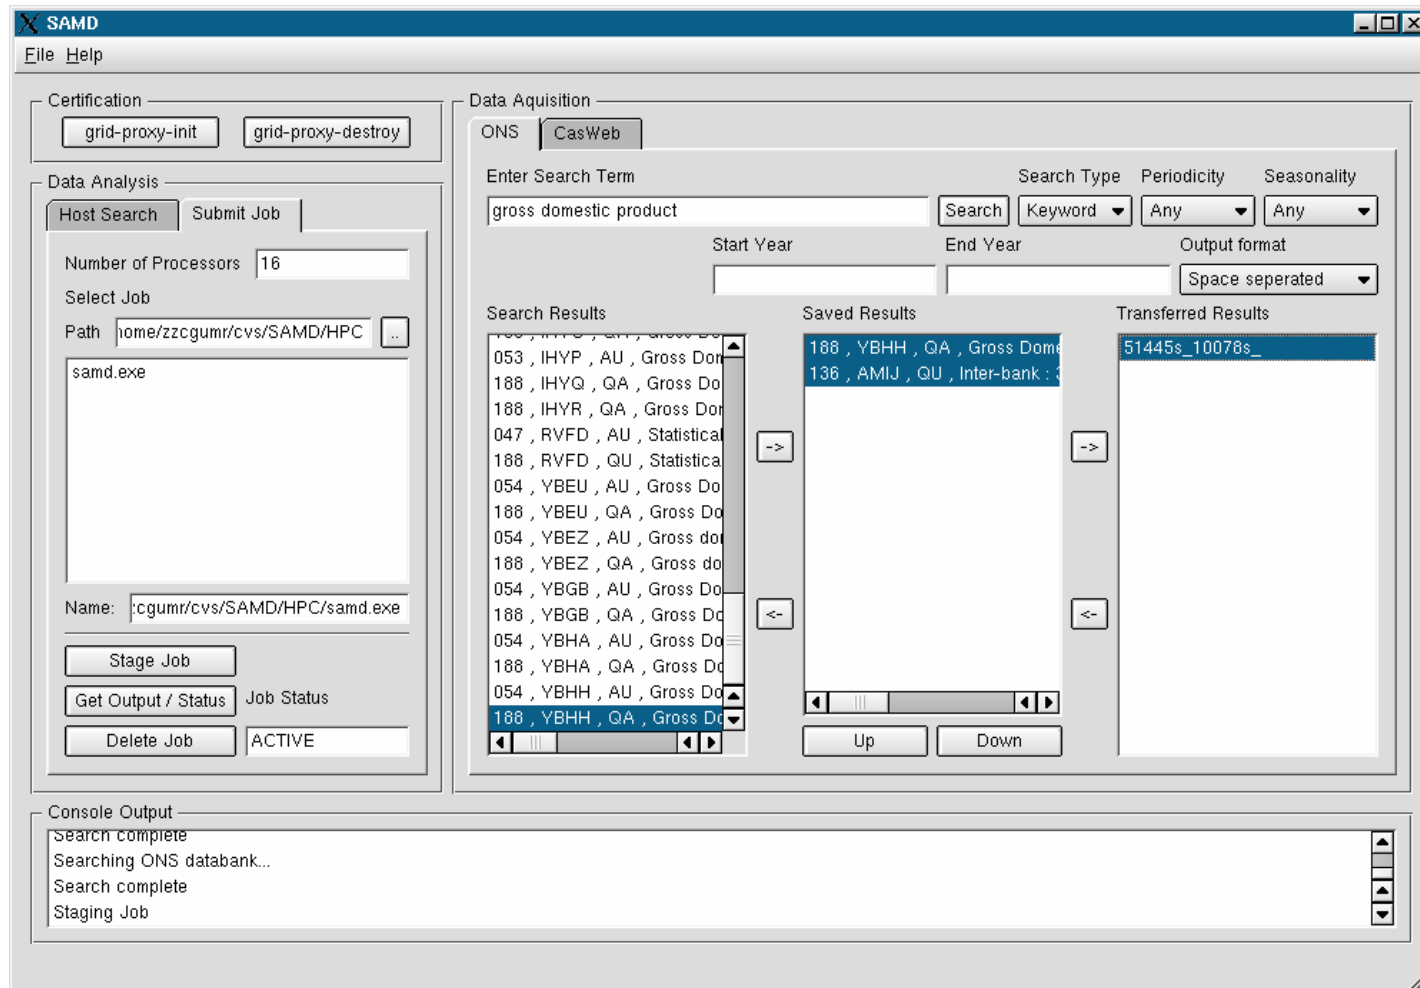 SAMD
File Help
Certification
grid-proxy-init grid-proxy-destroy
Data Analysis
Host Search Submit Job
Number of Processors 16
Select Job
Path home/zzcgumr/cvs/SAMD/HPC ..
samd.exe
Name: :cgumr/cvs/SAMD/HPC/samd.exe
Stage Job
Get Output / Status Job Status
Delete Job ACTIVE
Data Aquisition
ONS CasWeb
Enter Search Term Search Type Periodicity Seasonality
gross domestic product Search Keyword Any Any
Start Year End Year Output format
Space seperated
Search Results Saved Results Transferred Results
053 , IHYP , AU , Gross Dom
188 , IHYQ , QA , Gross Do
188 , IHYR , QA , Gross Dor
047 , RVFD , AU , Statistical
188 , RVFD , QU , Statistica
054 , YBEU , AU , Gross Do
188 , YBEU , QA , Gross Do
054 , YBEZ , AU , Gross dor
188 , YBEZ , QA , Gross do
054 , YBGB , AU , Gross Do
188 , YBGB , QA , Gross Do
054 , YBHA , AU , Gross Do
188 , YBHA , QA , Gross Do
054 , YBHH , AU , Gross Do
188 , YBHH , QA , Gross Do
188 , YBHH , QA , Gross Dome
136 , AMIJ , QU , Inter-bank : 3
51445s_10078s_
-> ->
<- <-
Up Down
Console Output
Search complete
Searching ONS databank...
Search complete
Staging Job